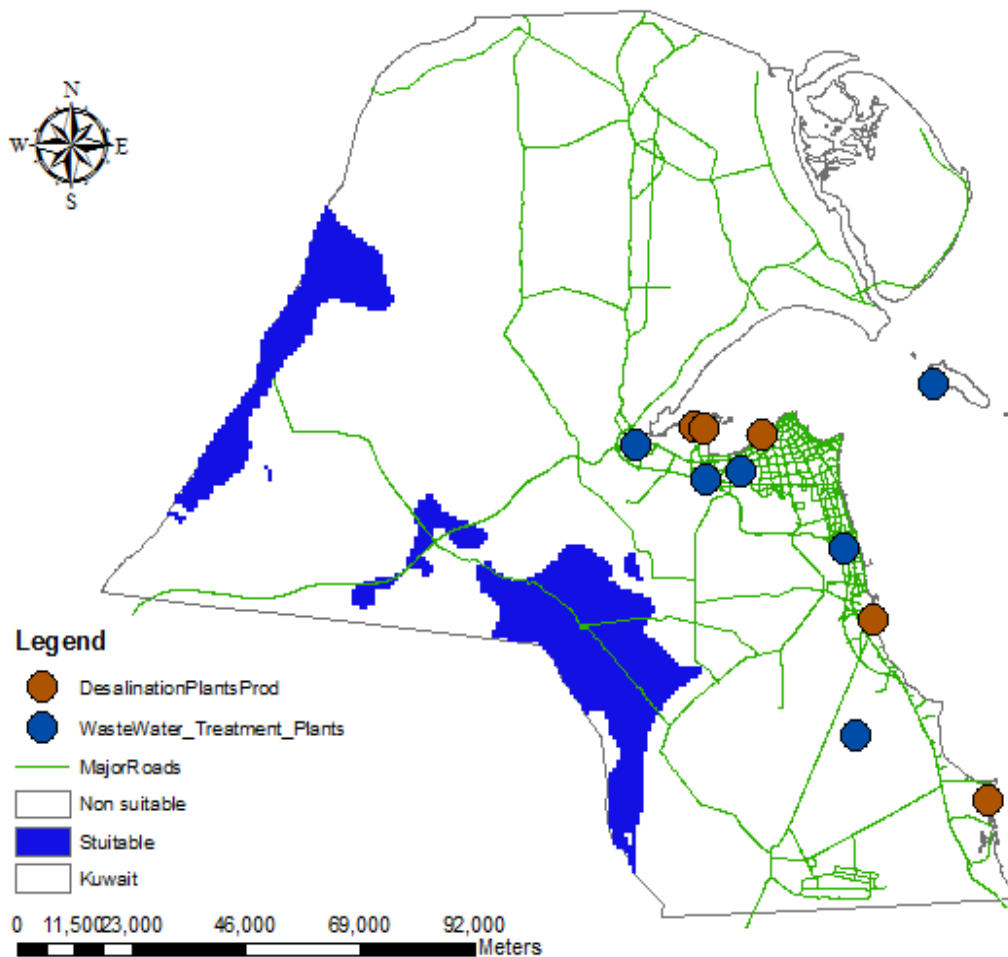 N
W E
S
Legend
DesalinationPlantsProd
WasteWater_Treatment_Plants
MajorRoads
Non suitable
Stuitable
Kuwait
0 11,50023,000 46,000 69,000 92,000
Meters